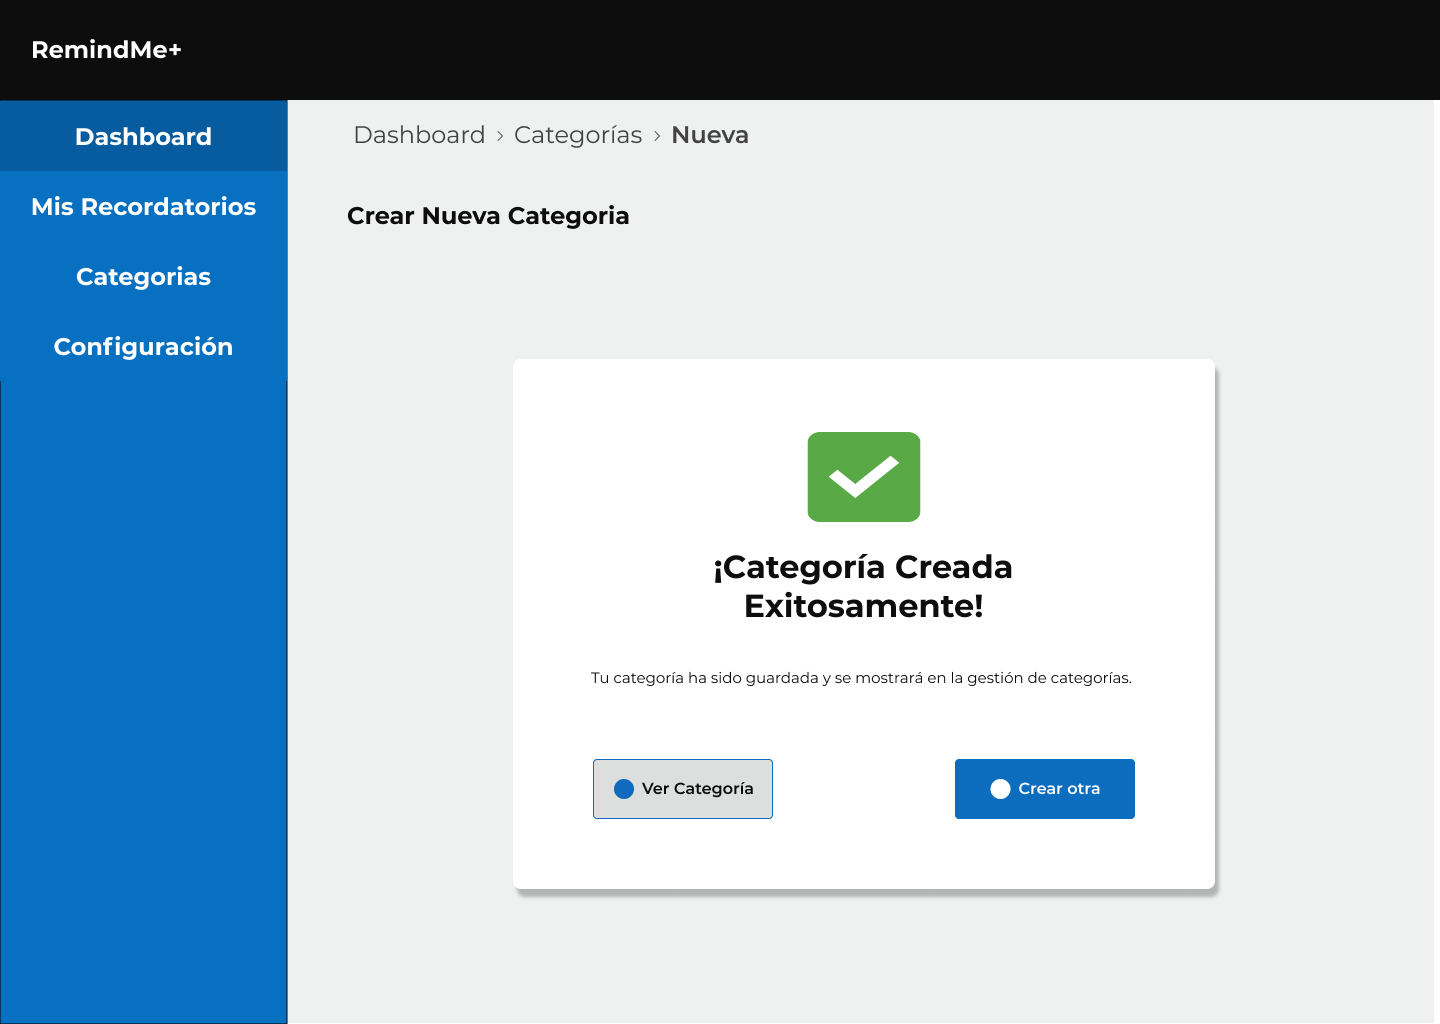 RemindMe+
Dashboard
Mis Recordatorios
Categorias
Configuración
Dashboard > Categorías > Nueva
Crear Nueva Categoria
¡Categoría Creada
Exitosamente!
Tu categoría ha sido guardada y se mostrará en la gestión de categorías.
Ver Categoría
Crear otra